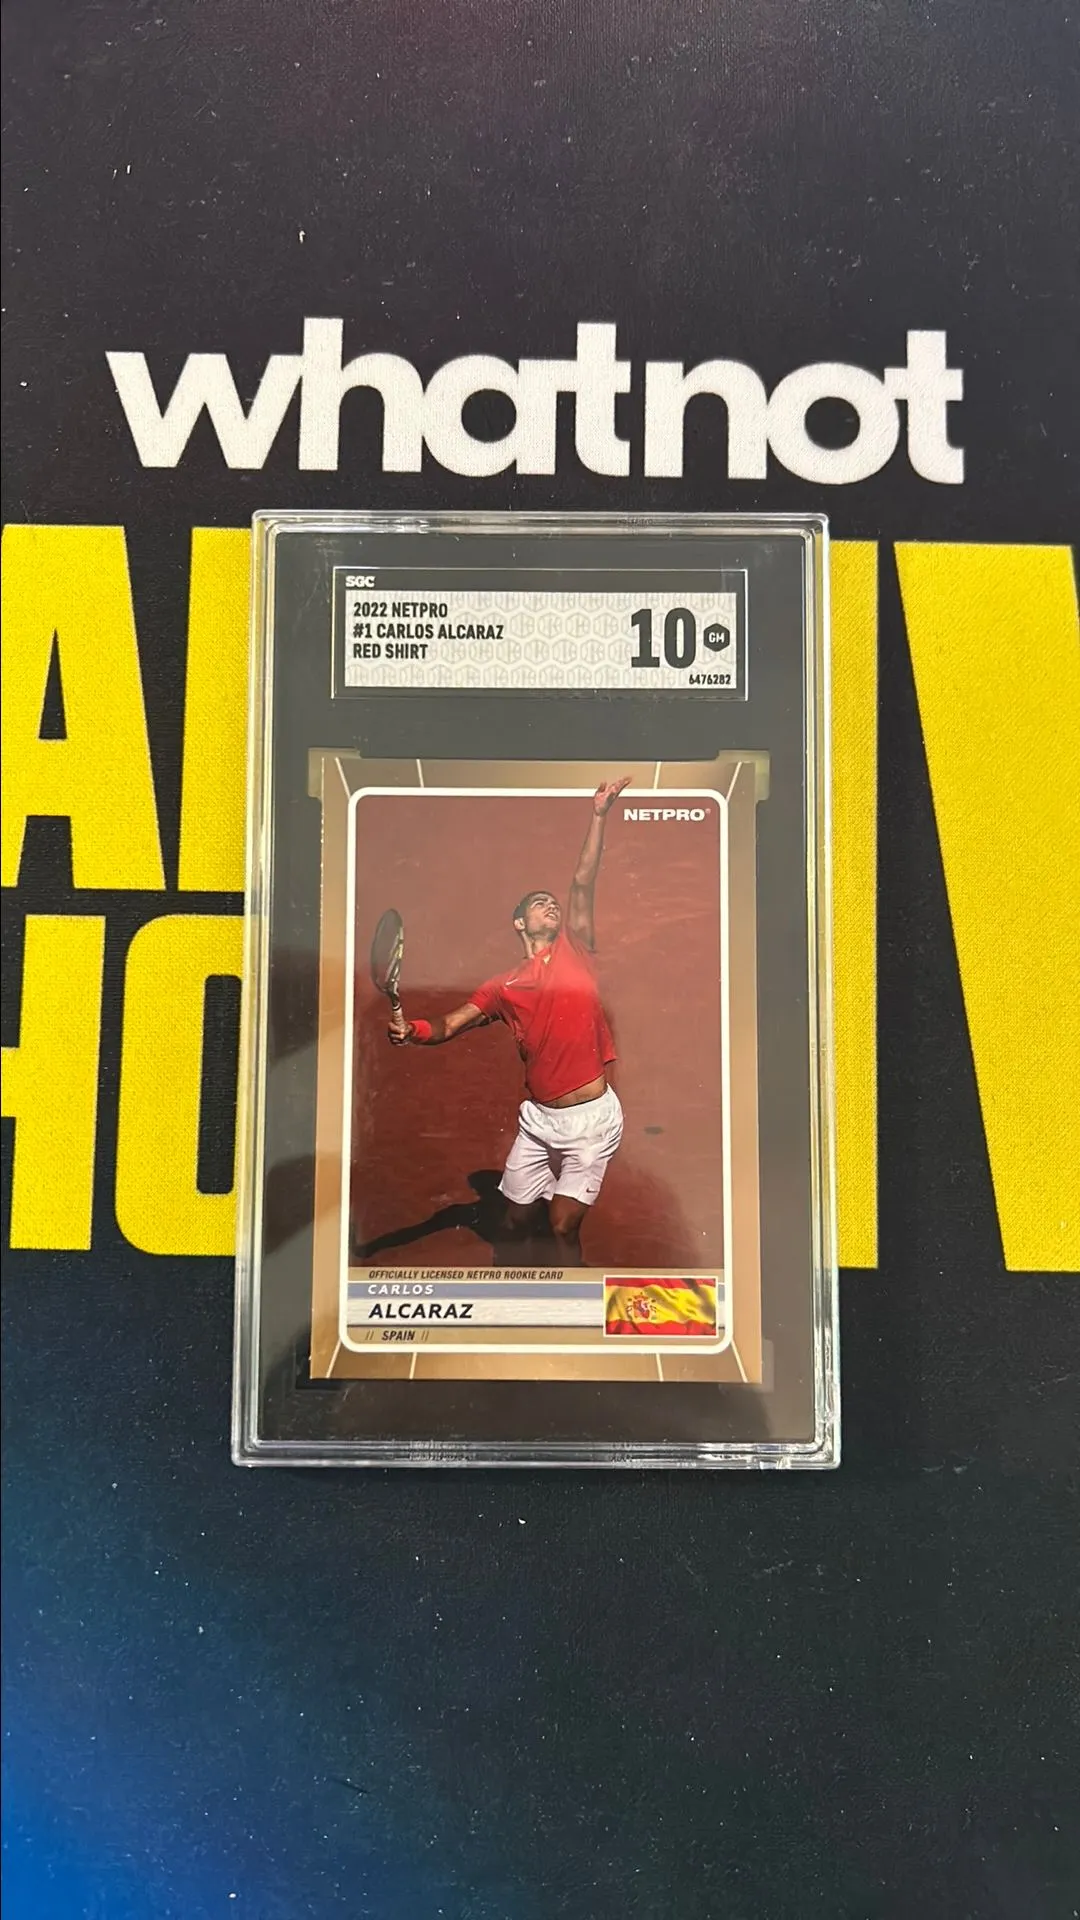 whatnot
SGC
2022 NETPRO
#1 CARLOS ALCARAZ
RED SHIRT
10
GM
6476282
NETPRO®
OFFICIALLY LICENSED NETPRO ROOKIE CARD
CARLOS
ALCARAZ
// SPAIN //